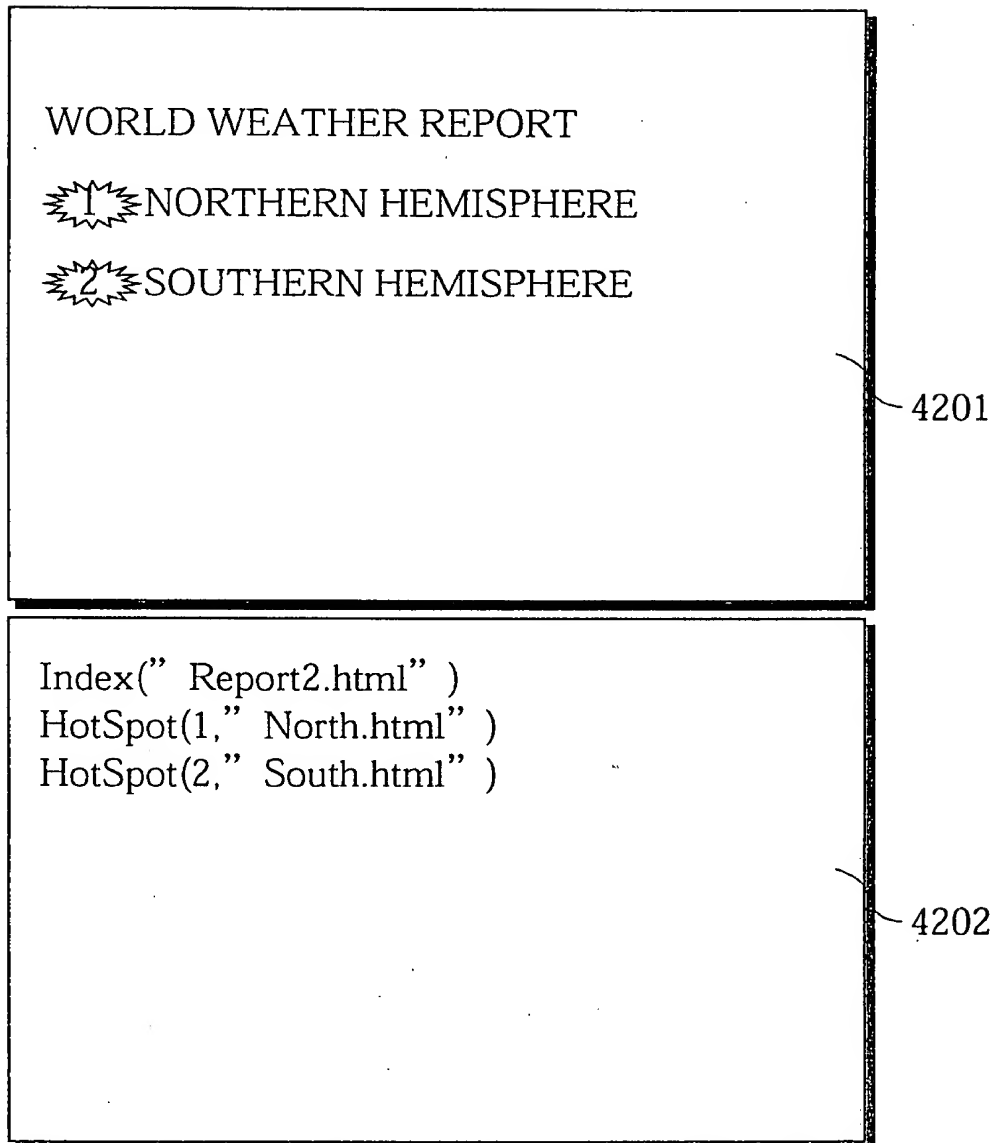 WORLD WEATHER REPORT
1 NORTHERN HEMISPHERE
2 SOUTHERN HEMISPHERE
4201
Index(” Report2.html” )
HotSpot(1,” North.html” )
HotSpot(2,” South.html” )
4202